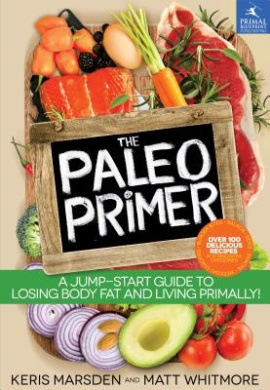 PRIMAL
BLUEPRINT
PUBLISHING
THE
PALEO
PRIMER
OVER 100
DELICIOUS
RECIPES
A JUMP-START GUIDE TO
LOSING BODY FAT AND LIVING PRIMALLY!
KERIS MARSDEN AND MATT WHITMORE